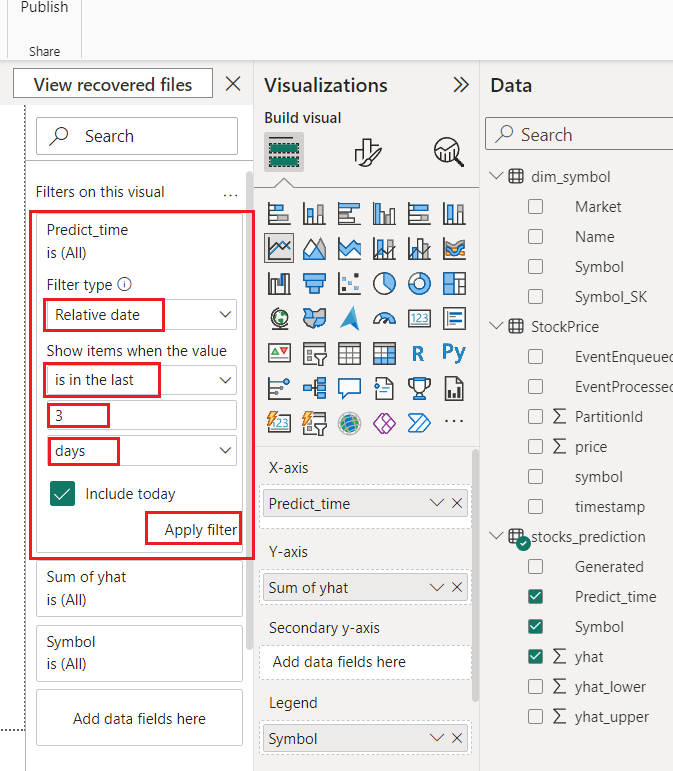 Publish
Share
View recovered files
Search
Filters on this visual
...
Predict_time
is (All)
Filter type
Relative date
Show items when the value
is in the last
3
days
Include today
Apply filter
Sum of yhat
is (All)
Symbol
is (All)
Add data fields here
Visualizations
Build visual
123
R
Py
123
...
X-axis
Predict_time
Y-axis
Sum of yhat
Secondary y-axis
Add data fields here
Legend
Symbol
Data
Search
dim_symbol
Market
Name
Symbol
Symbol_SK
StockPrice
EventEnqueued
EventProcessed
PartitionId
price
symbol
timestamp
stocks_prediction
Generated
Predict_time
Symbol
yhat
yhat_lower
yhat_upper